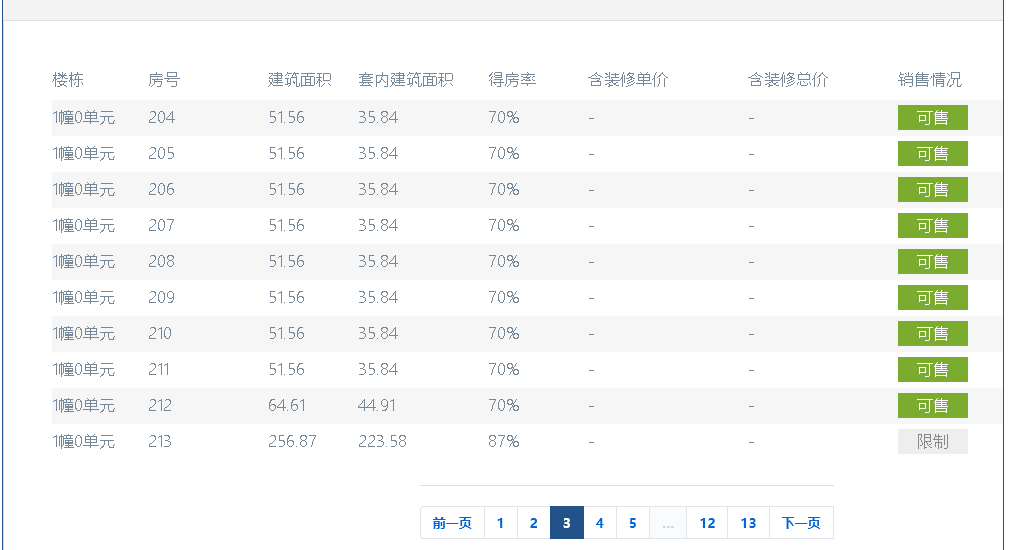 楼栋 房号 建筑面积 套内建筑面积 得房率 含装修单价 含装修总价 销售情况
1幢0单元 204 51.56 35.84 70% - - 可售
1幢0单元 205 51.56 35.84 70% - - 可售
1幢0单元 206 51.56 35.84 70% - - 可售
1幢0单元 207 51.56 35.84 70% - - 可售
1幢0单元 208 51.56 35.84 70% - - 可售
1幢0单元 209 51.56 35.84 70% - - 可售
1幢0单元 210 51.56 35.84 70% - - 可售
1幢0单元 211 51.56 35.84 70% - - 可售
1幢0单元 212 64.61 44.91 70% - - 可售
1幢0单元 213 256.87 223.58 87% - - 限制
前一页 1 2 3 4 5 ... 12 13 下一页